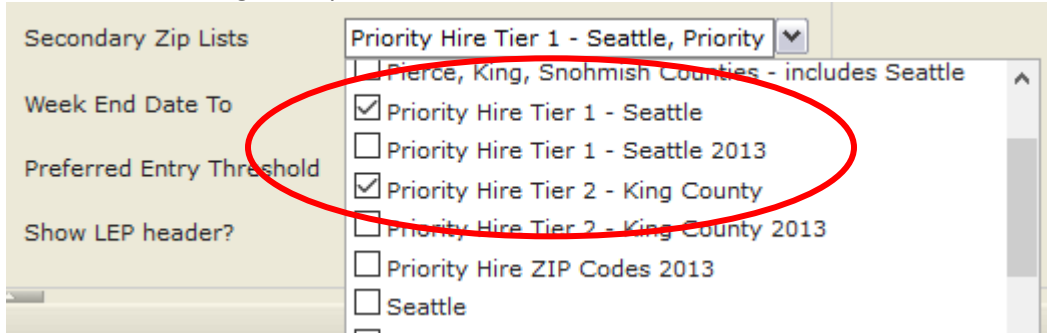 Secondary Zip Lists
Priority Hire Tier 1 - Seattle, Priority
Pierce, King, Snohmish Counties - includes Seattle
Week End Date To
Priority Hire Tier 1 - Seattle
Priority Hire Tier 1 - Seattle 2013
Preferred Entry Threshold
Priority Hire Tier 2 - King County
Show LEP header?
Priority Hire Tier 2 - King County 2013
Priority Hire ZIP Codes 2013
Seattle